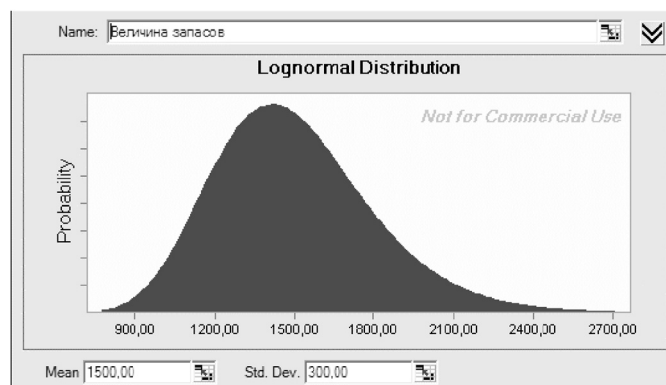 Name: Величина запасов
Lognormal Distribution
Not for Commercial Use
Probability
900,00 1200,00 1500,00 1800,00 2100,00 2400,00 2700,00
Mean 1500,00 Std. Dev. 300,00